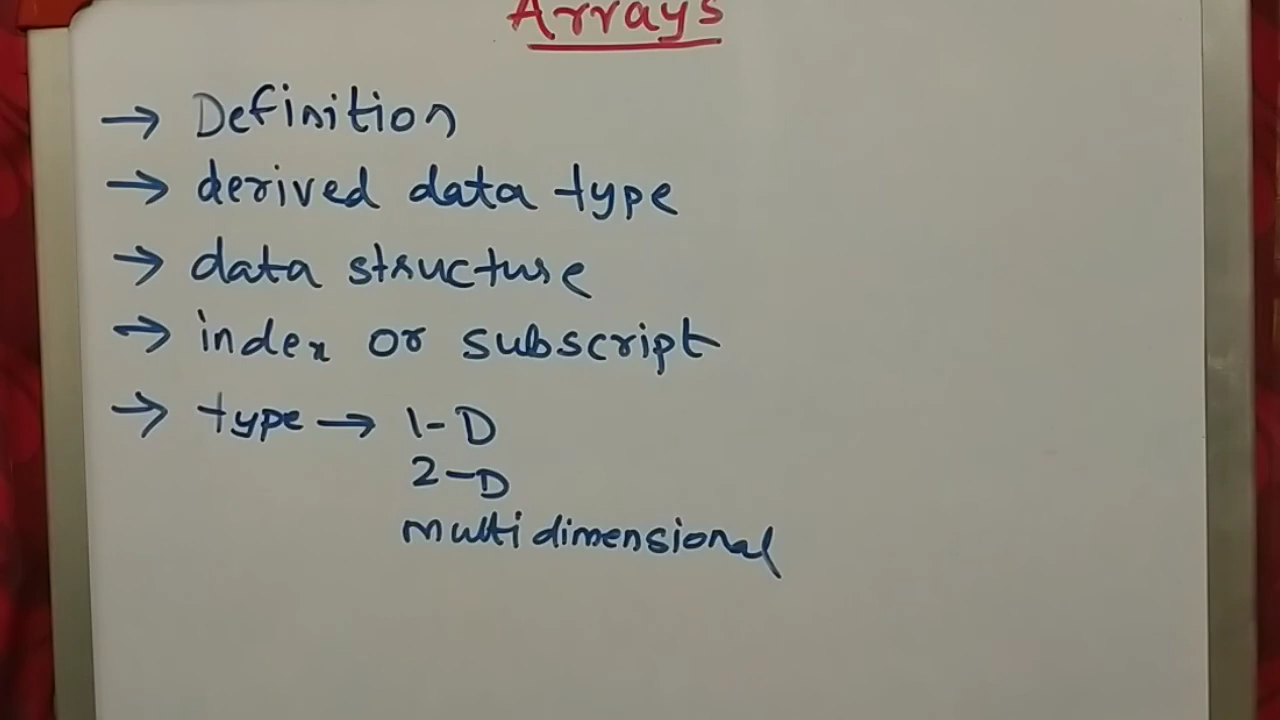 Arrays
→ Definition
→ derived data type
→ data structure
→ index or subscript
→ type → 1-D
2-D
multidimensional